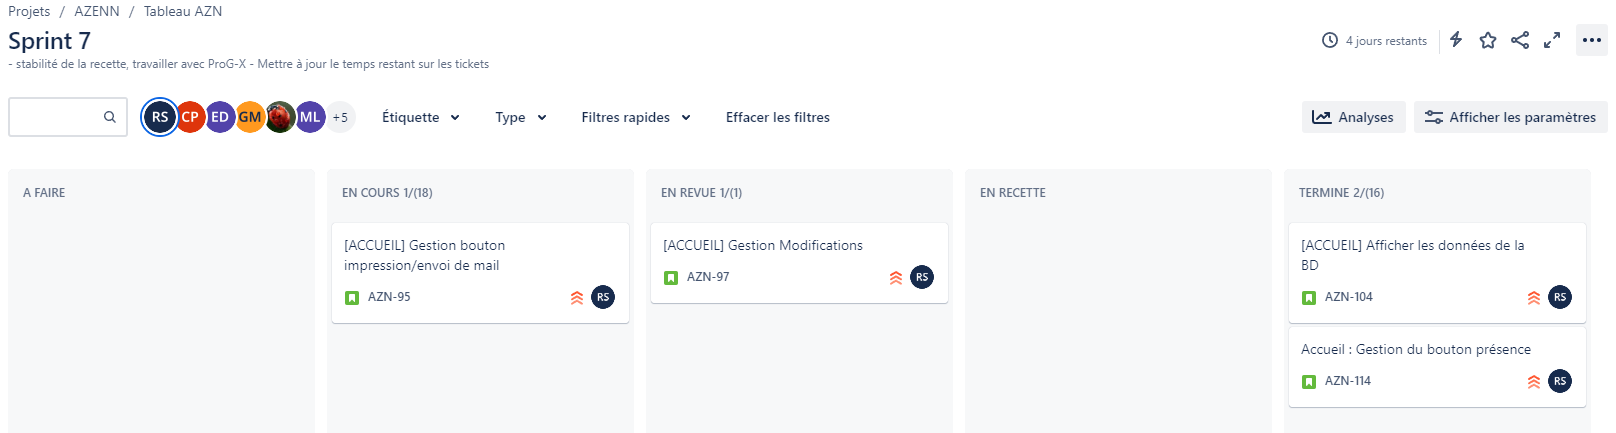 Projets / AZENN / Tableau AZN
Sprint 7
4 jours restants
- stabilité de la recette, travailler avec ProG-X - Mettre à jour le temps restant sur les tickets
RS CP ED GM ML +5
Étiquette Type Filtres rapides Effacer les filtres
Analyses Afficher les paramètres
A FAIRE
EN COURS 1/(18)
[ACCUEIL] Gestion bouton
impression/envoi de mail
AZN-95 RS
EN REVUE 1/(1)
[ACCUEIL] Gestion Modifications
AZN-97 RS
EN RECETTE
TERMINE 2/(16)
[ACCUEIL] Afficher les données de la
BD
AZN-104 RS
Accueil : Gestion du bouton présence
AZN-114 RS